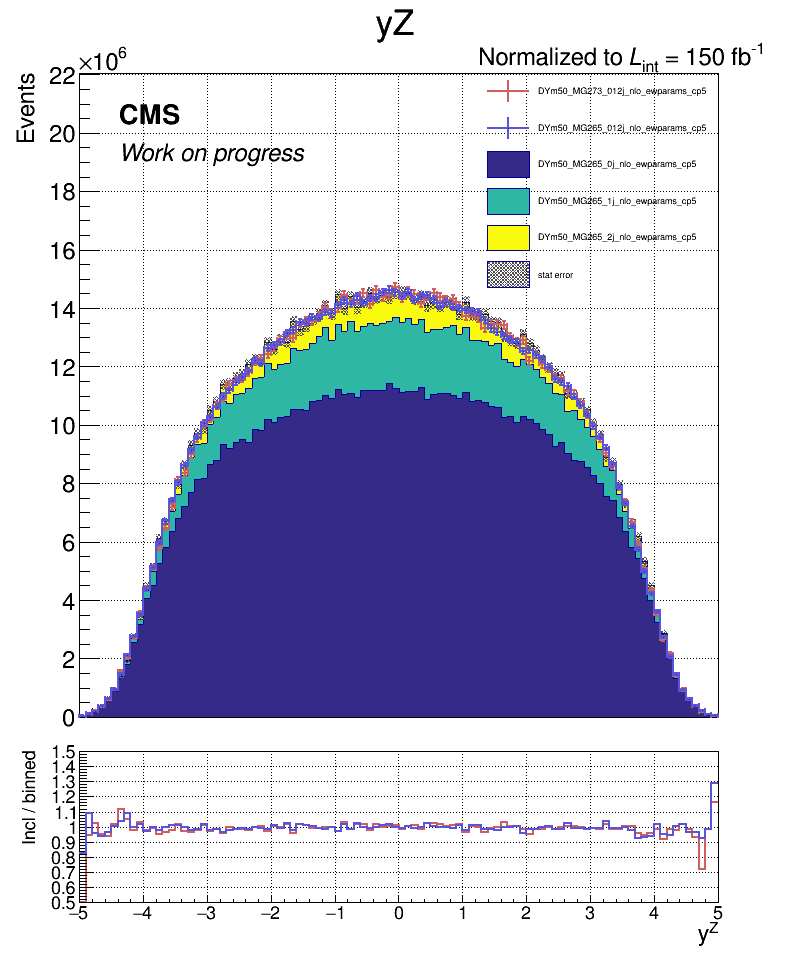 yZ
Normalized to Lint = 150 fb-1
×10^6
Events
22
20
18
16
14
12
10
8
6
4
2
0
CMS
Work on progress
DYm50_MG273_012j_nlo_ewparams_cp5
DYm50_MG265_012j_nlo_ewparams_cp5
DYm50_MG265_0j_nlo_ewparams_cp5
DYm50_MG265_1j_nlo_ewparams_cp5
DYm50_MG265_2j_nlo_ewparams_cp5
stat error
Incl / binned
1.5
1.4
1.3
1.2
1.1
1
0.9
0.8
0.7
0.6
0.5
−5 −4 −3 −2 −1 0 1 2 3 4 5
y^Z